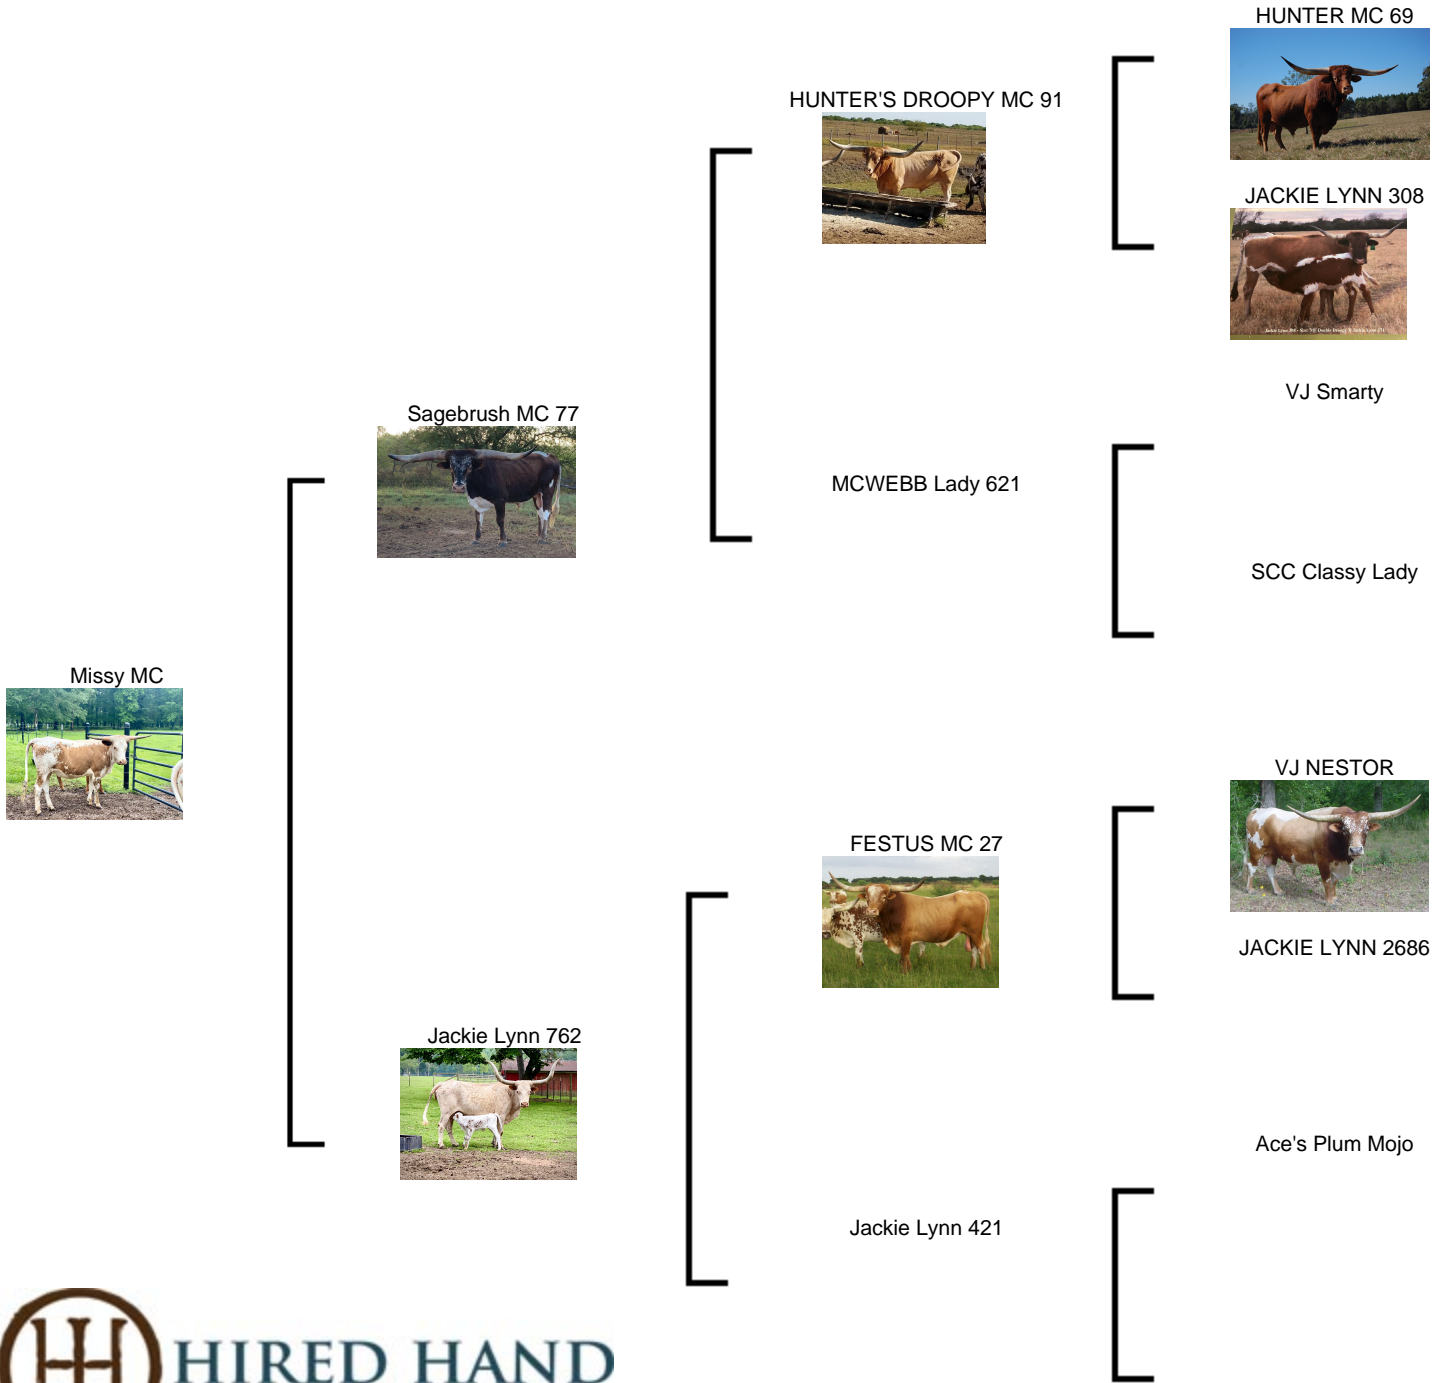 HUNTER MC 69
HUNTER'S DROOPY MC 91
JACKIE LYNN 308
VJ Smarty
Sagebrush MC 77
MCWEBB Lady 621
SCC Classy Lady
Missy MC
VJ NESTOR
FESTUS MC 27
JACKIE LYNN 2686
Jackie Lynn 762
Ace's Plum Mojo
Jackie Lynn 421
HIRED HAND